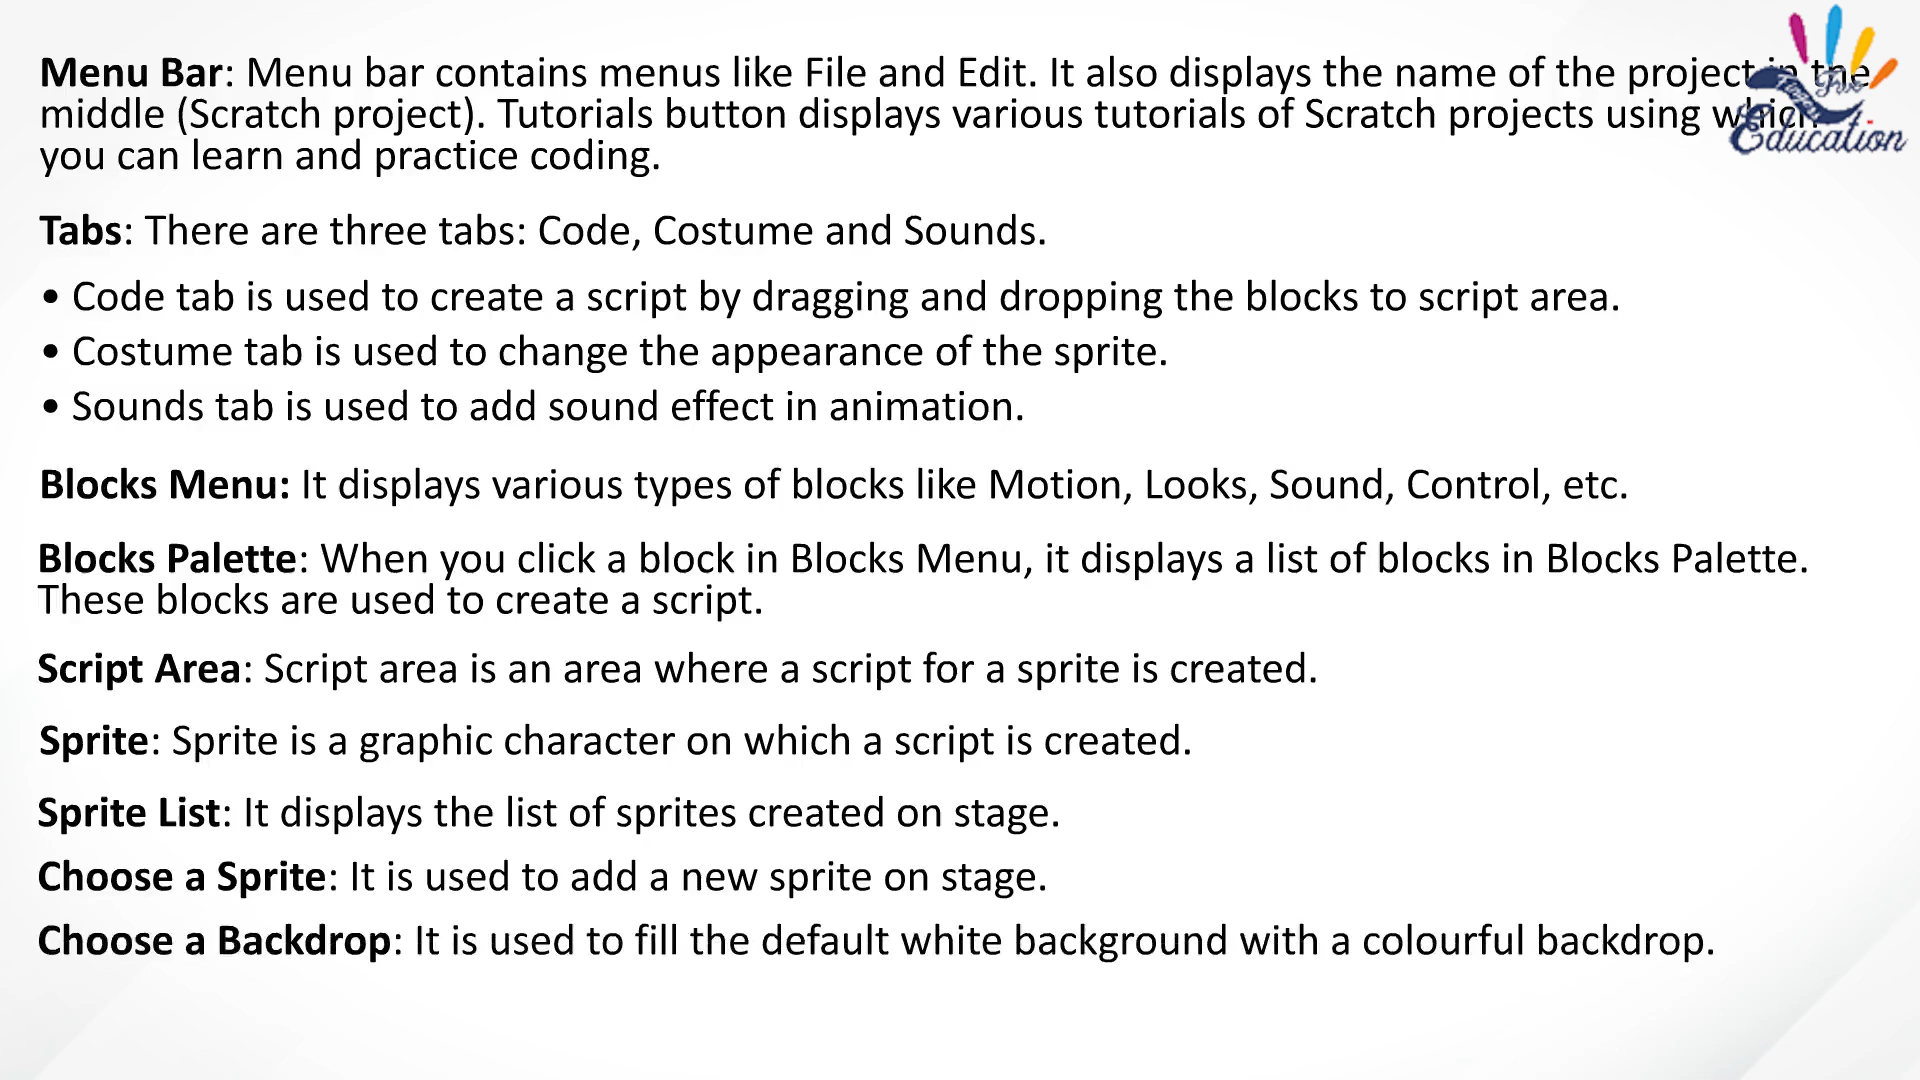 Menu Bar: Menu bar contains menus like File and Edit. It also displays the name of the project in the
middle (Scratch project). Tutorials button displays various tutorials of Scratch projects using which
you can learn and practice coding.
Tabs: There are three tabs: Code, Costume and Sounds.
• Code tab is used to create a script by dragging and dropping the blocks to script area.
• Costume tab is used to change the appearance of the sprite.
• Sounds tab is used to add sound effect in animation.
Blocks Menu: It displays various types of blocks like Motion, Looks, Sound, Control, etc.
Blocks Palette: When you click a block in Blocks Menu, it displays a list of blocks in Blocks Palette.
These blocks are used to create a script.
Script Area: Script area is an area where a script for a sprite is created.
Sprite: Sprite is a graphic character on which a script is created.
Sprite List: It displays the list of sprites created on stage.
Choose a Sprite: It is used to add a new sprite on stage.
Choose a Backdrop: It is used to fill the default white background with a colourful backdrop.
Five
Education